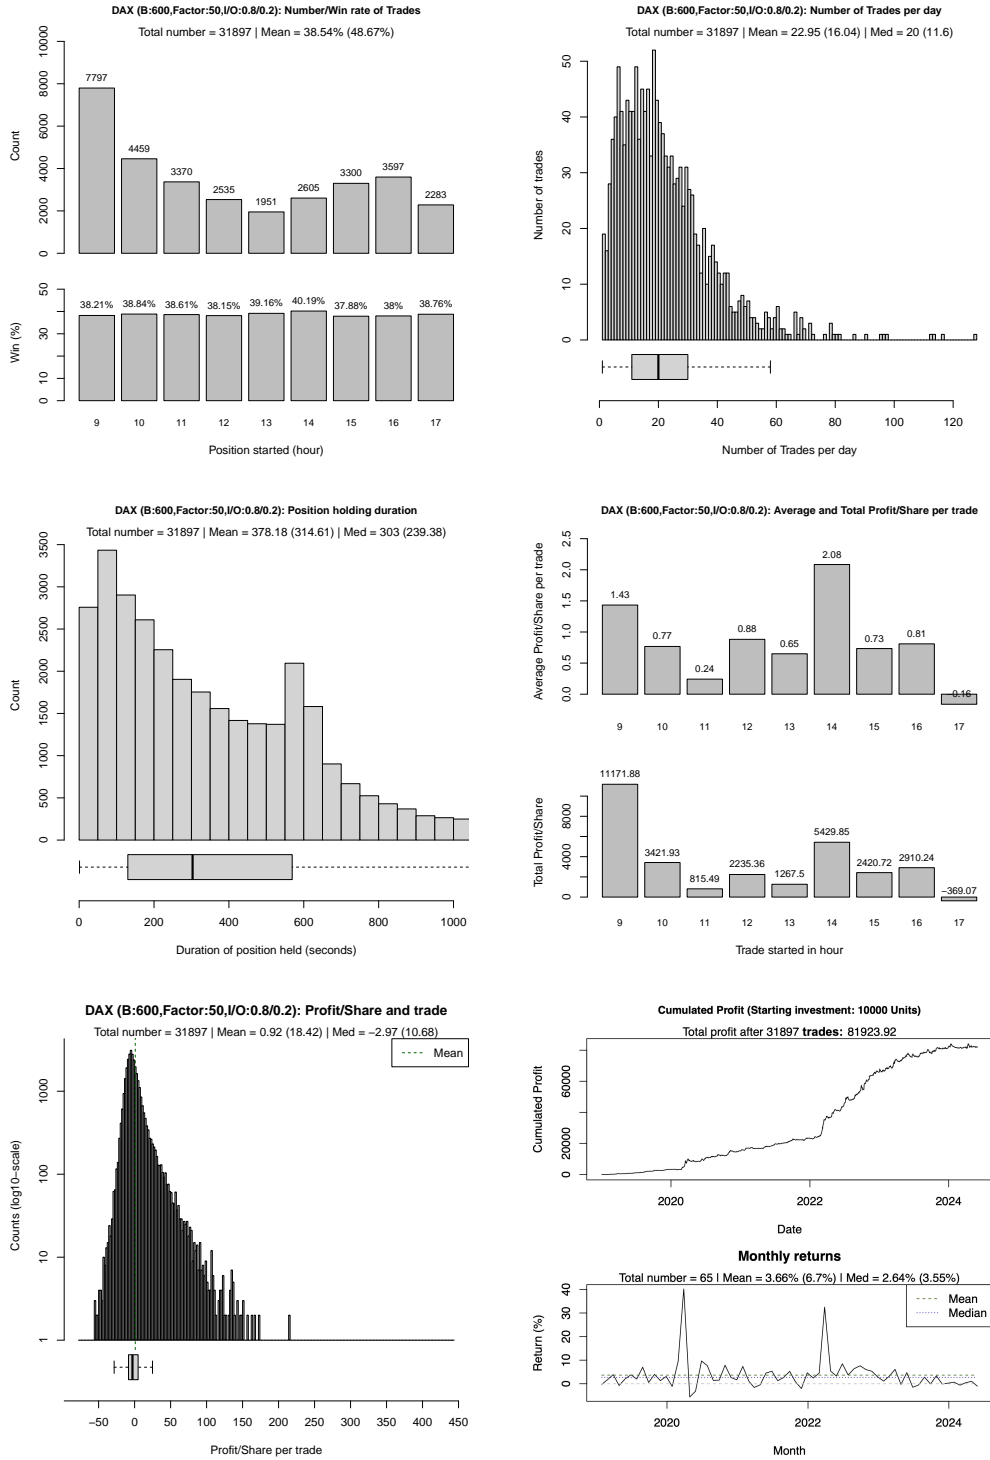 DAX (B:600,Factor:50,I/O:0.8/0.2): Number/Win rate of Trades
Total number = 31897 | Mean = 38.54% (48.67%)
Count
10000
8000
6000
4000
2000
0
7797
4459
3370
2535
1951
2605
3300
3597
2283
Win (%)
50
30
10
0
38.21%
38.84%
38.61%
38.15%
39.16%
40.19%
37.88%
38%
38.76%
9 10 11 12 13 14 15 16 17
Position started (hour)
DAX (B:600,Factor:50,I/O:0.8/0.2): Number of Trades per day
Total number = 31897 | Mean = 22.95 (16.04) | Med = 20 (11.6)
Number of trades
50
40
30
20
10
0
0 20 40 60 80 100 120
Number of Trades per day
DAX (B:600,Factor:50,I/O:0.8/0.2): Position holding duration
Total number = 31897 | Mean = 378.18 (314.61) | Med = 303 (239.38)
Count
3500
3000
2500
2000
1500
1000
500
0
0 200 400 600 800 1000
Duration of position held (seconds)
DAX (B:600,Factor:50,I/O:0.8/0.2): Average and Total Profit/Share per trade
Average Profit/Share per trade
2.5
2.0
1.5
1.0
0.5
0.0
1.43
0.77
0.24
0.88
0.65
2.08
0.73
0.81
−0.16
9 10 11 12 13 14 15 16 17
Total Profit/Share
8000
4000
0
11171.88
3421.93
815.49
2235.36
1267.5
5429.85
2420.72
2910.24
−369.07
9 10 11 12 13 14 15 16 17
Trade started in hour
DAX (B:600,Factor:50,I/O:0.8/0.2): Profit/Share and trade
Total number = 31897 | Mean = 0.92 (18.42) | Med = −2.97 (10.68)
Mean
Counts (log10−scale)
1000
100
10
1
−50 0 50 100 150 200 250 300 350 400 450
Profit/Share per trade
Cumulated Profit (Starting investment: 10000 Units)
Total profit after 31897 trades: 81923.92
Cumulated Profit
60000
20000
0
2020 2022 2024
Date
Monthly returns
Total number = 65 | Mean = 3.66% (6.7%) | Med = 2.64% (3.55%)
Mean
Median
Return (%)
40
30
20
10
0
2020 2022 2024
Month